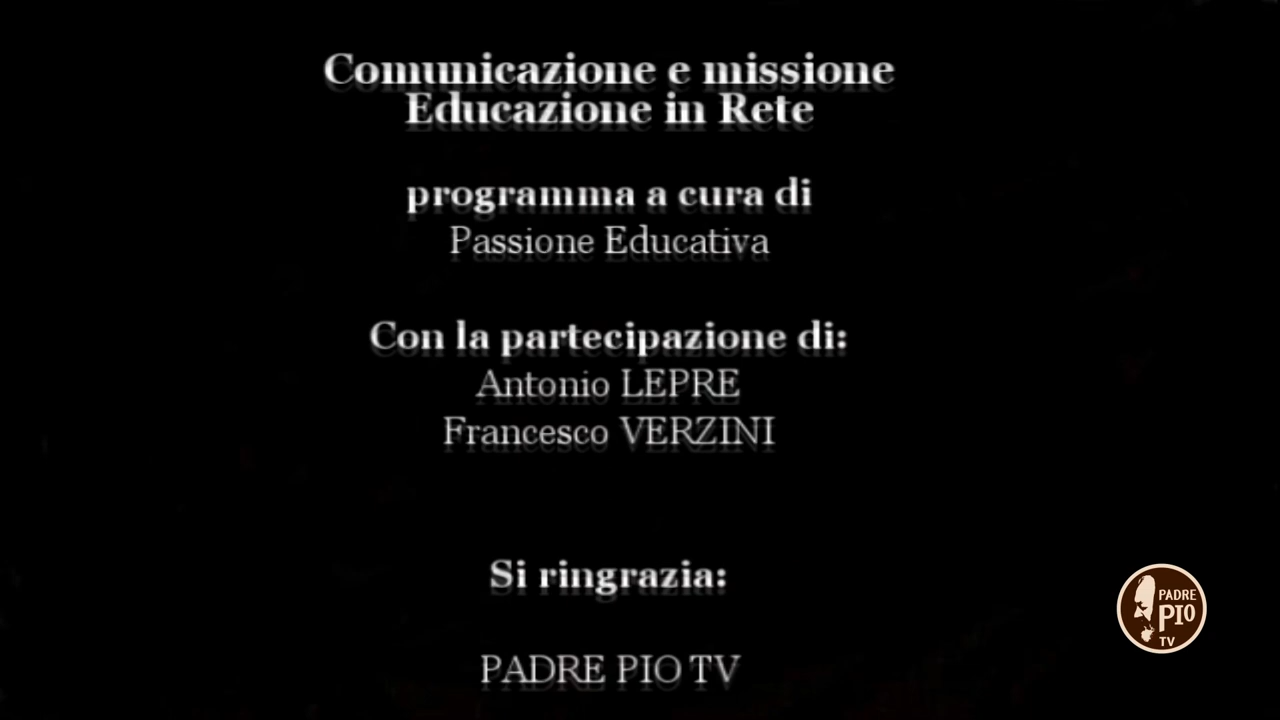 Comunicazione e missione
Educazione in Rete
programma a cura di
Passione Educativa
Con la partecipazione di:
Antonio LEPRE
Francesco VERZINI
Si ringrazia:
PADRE PIO TV
PADRE
PIO
TV